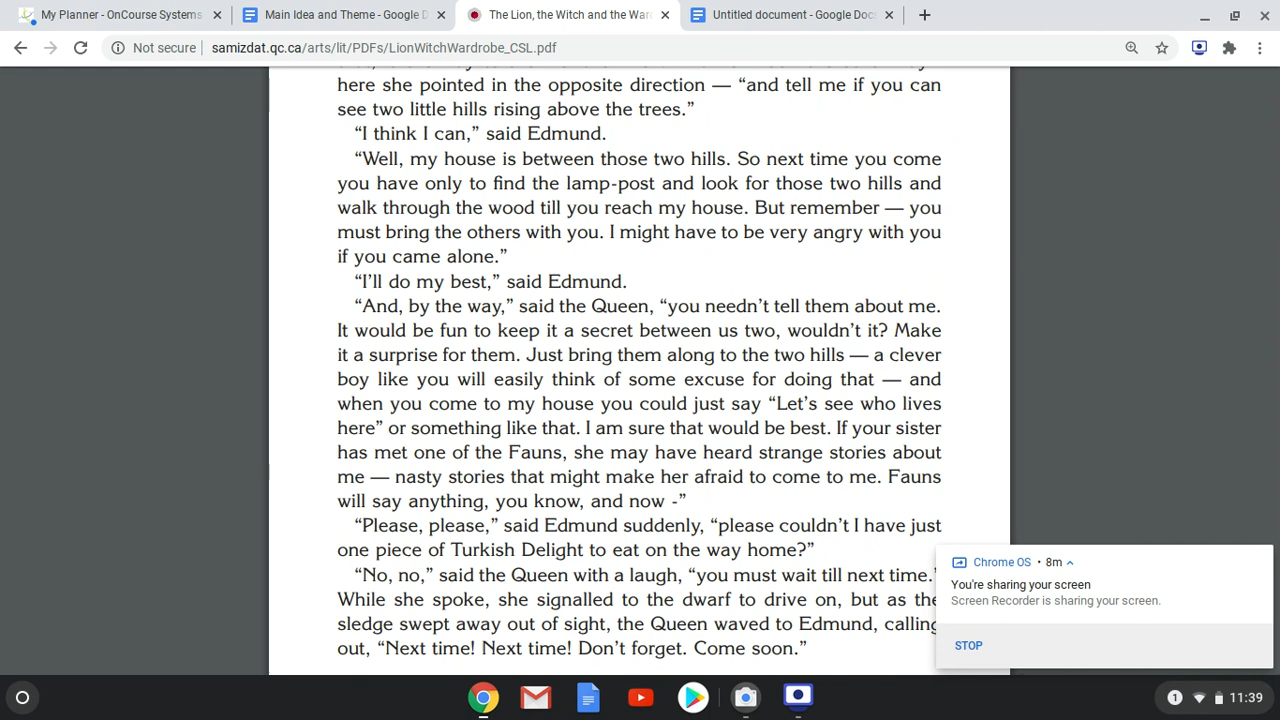 My Planner - OnCourse Systems
Main Idea and Theme - Google D
The Lion, the Witch and the War
Untitled document - Google Docs
Not secure
samizdat.qc.ca/arts/lit/PDFs/LionWitchWardrobe_CSL.pdf
here she pointed in the opposite direction — “and tell me if you can
see two little hills rising above the trees.”
“I think I can,” said Edmund.
“Well, my house is between those two hills. So next time you come
you have only to find the lamp-post and look for those two hills and
walk through the wood till you reach my house. But remember — you
must bring the others with you. I might have to be very angry with you
if you came alone.”
“I’ll do my best,” said Edmund.
“And, by the way,” said the Queen, “you needn’t tell them about me.
It would be fun to keep it a secret between us two, wouldn’t it? Make
it a surprise for them. Just bring them along to the two hills — a clever
boy like you will easily think of some excuse for doing that — and
when you come to my house you could just say “Let’s see who lives
here” or something like that. I am sure that would be best. If your sister
has met one of the Fauns, she may have heard strange stories about
me — nasty stories that might make her afraid to come to me. Fauns
will say anything, you know, and now -”
“Please, please,” said Edmund suddenly, “please couldn’t I have just
one piece of Turkish Delight to eat on the way home?”
“No, no,” said the Queen with a laugh, “you must wait till next time.”
While she spoke, she signalled to the dwarf to drive on, but as the
sledge swept away out of sight, the Queen waved to Edmund, calling
out, “Next time! Next time! Don’t forget. Come soon.”
Chrome OS • 8m
You're sharing your screen
Screen Recorder is sharing your screen.
STOP
1
11:39